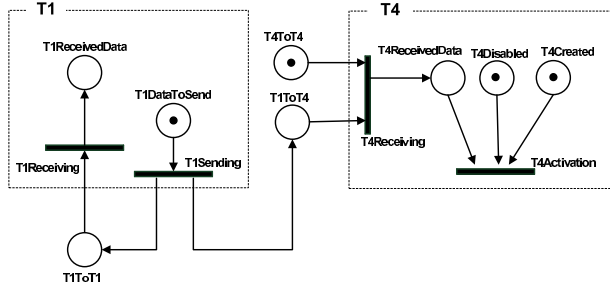 T1
T4
T1ReceivedData
T4ToT4
T4ReceivedData
T4Disabled
T4Created
T1DataToSend
T1ToT4
T4Receiving
T1Receiving
T1Sending
T4Activation
T1ToT1